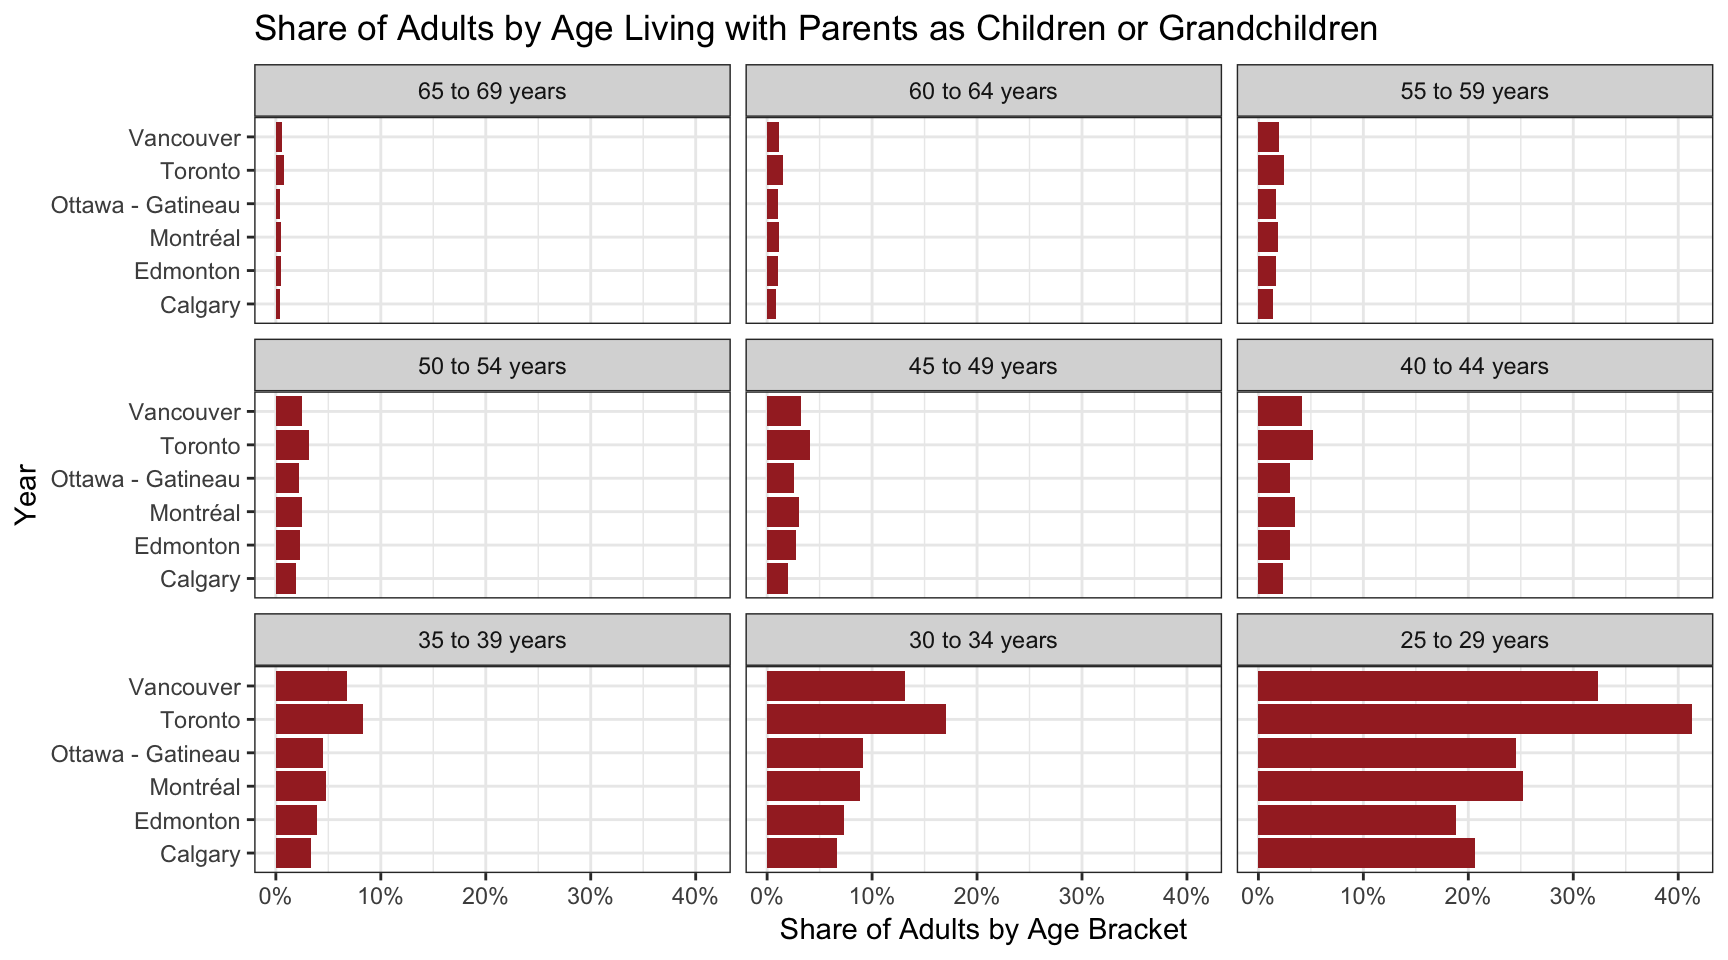 Share of Adults by Age Living with Parents as Children or Grandchildren
65 to 69 years
60 to 64 years
55 to 59 years
Vancouver
Toronto
Ottawa - Gatineau
Montréal
Edmonton
Calgary
50 to 54 years
45 to 49 years
40 to 44 years
Vancouver
Toronto
Ottawa - Gatineau
Montréal
Edmonton
Calgary
Year
35 to 39 years
30 to 34 years
25 to 29 years
Vancouver
Toronto
Ottawa - Gatineau
Montréal
Edmonton
Calgary
0% 10% 20% 30% 40%
0% 10% 20% 30% 40%
0% 10% 20% 30% 40%
Share of Adults by Age Bracket